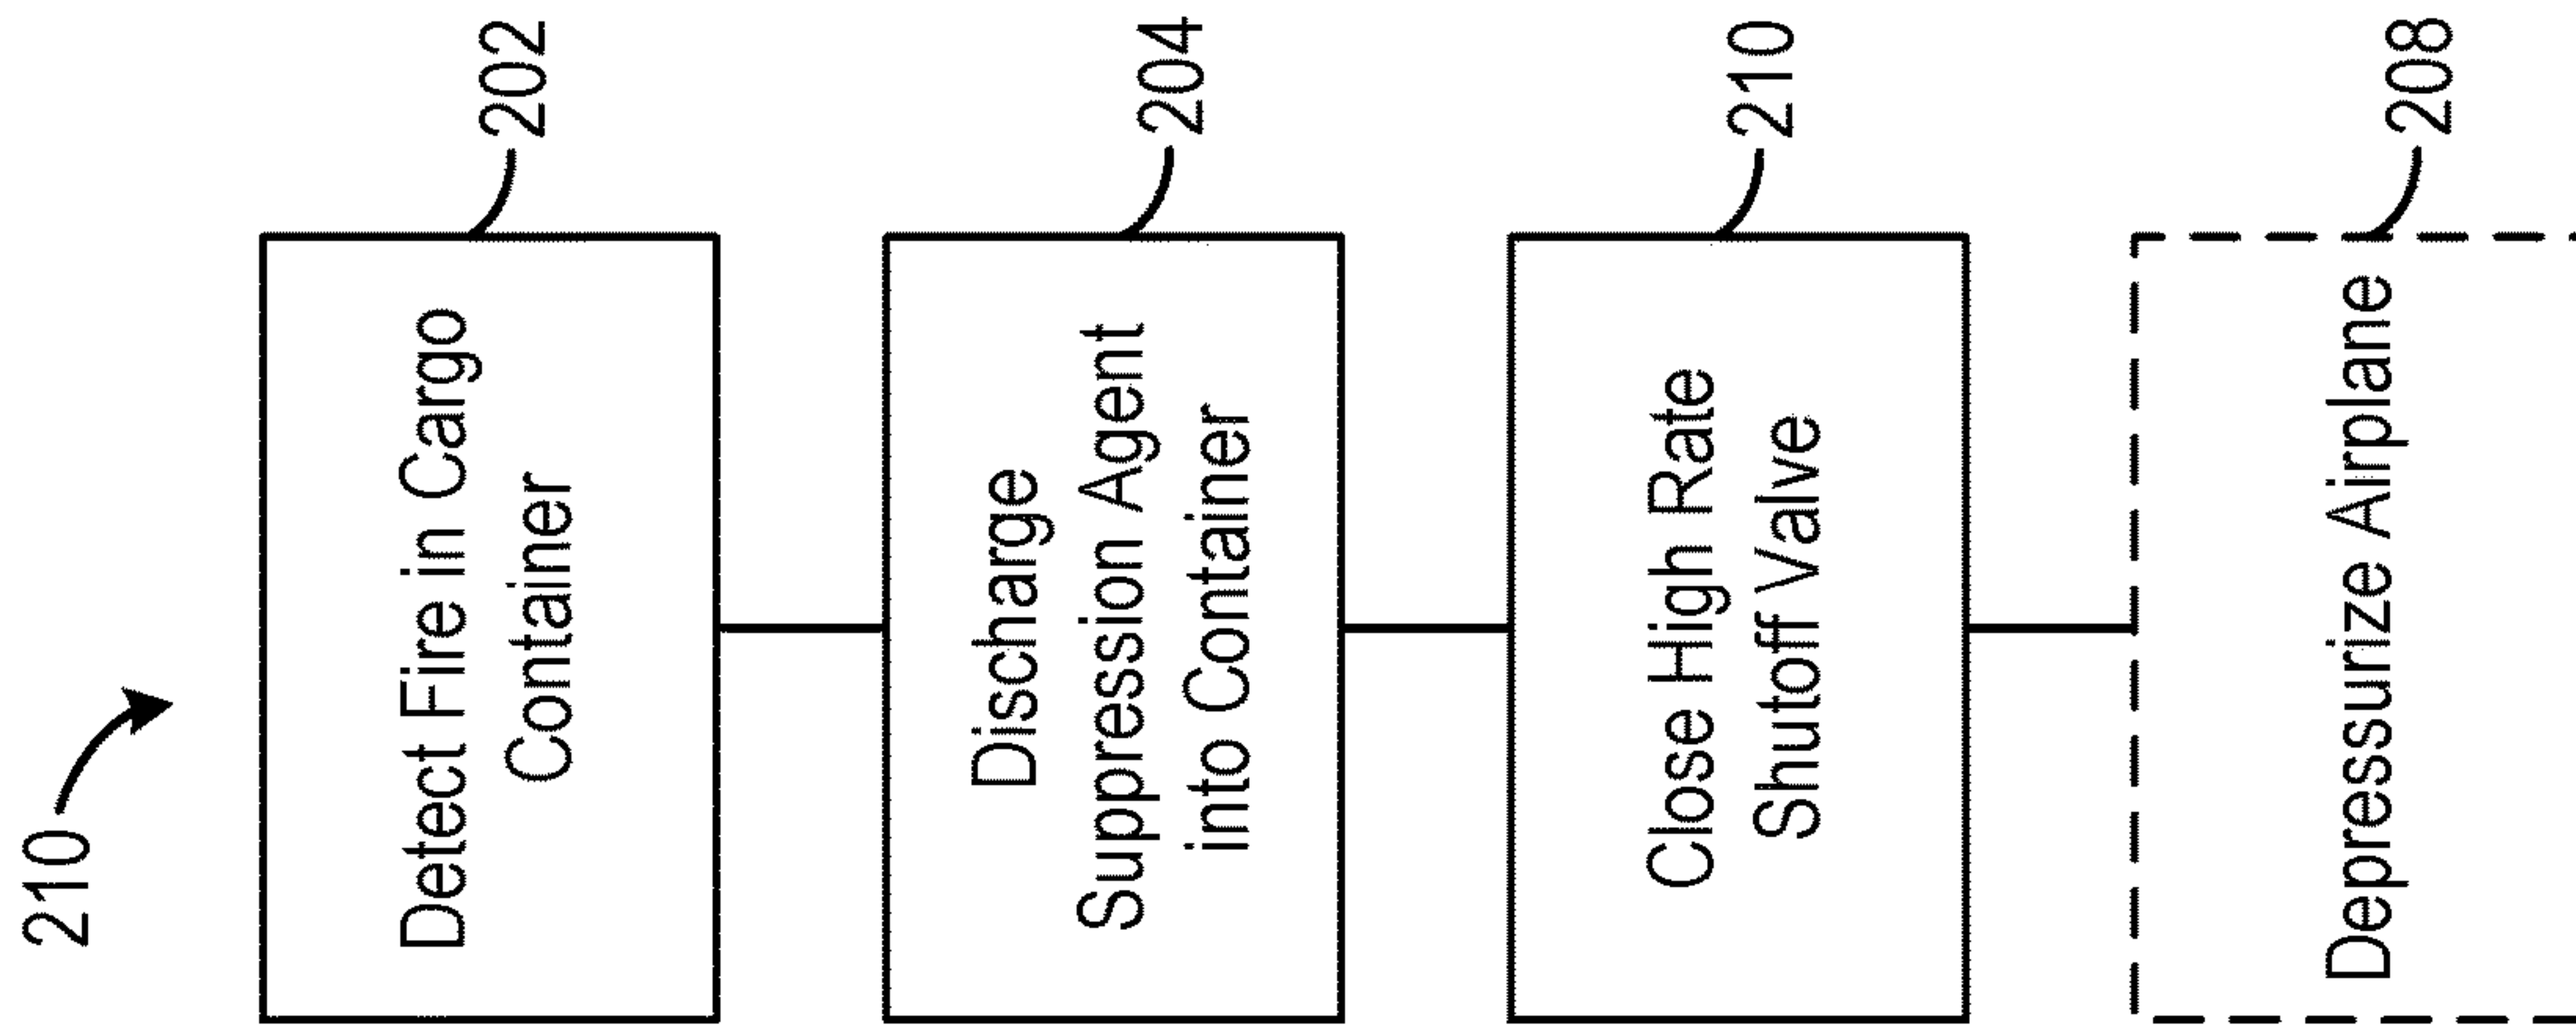 210
Detect Fire in Cargo
Container
202
Discharge
Suppression Agent
into Container
204
Close High Rate
Shutoff Valve
210
Depressurize Airplane
208